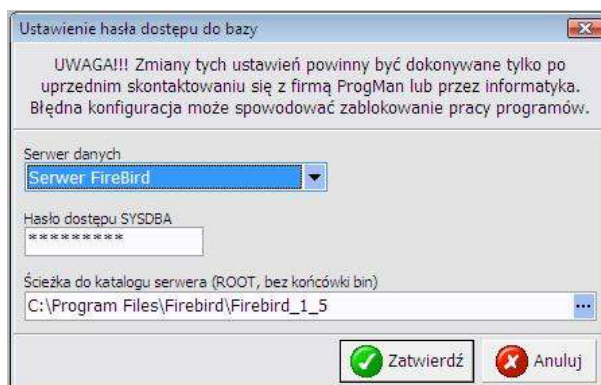 Ustawienie hasła dostępu do bazy
UWAGA!!! Zmiany tych ustawień powinny być dokonywane tylko po
uprzednim skontaktowaniu się z firmą ProgMan lub przez informatyka.
Błędna konfiguracja może spowodować zablokowanie pracy programów.
Serwer danych
Serwer FireBird
Hasło dostępu SYSDBA
*********
Ścieżka do katalogu serwera (ROOT, bez końcówki bin)
C:\Program Files\Firebird\Firebird_1_5
...
Zatwierdź
Anuluj